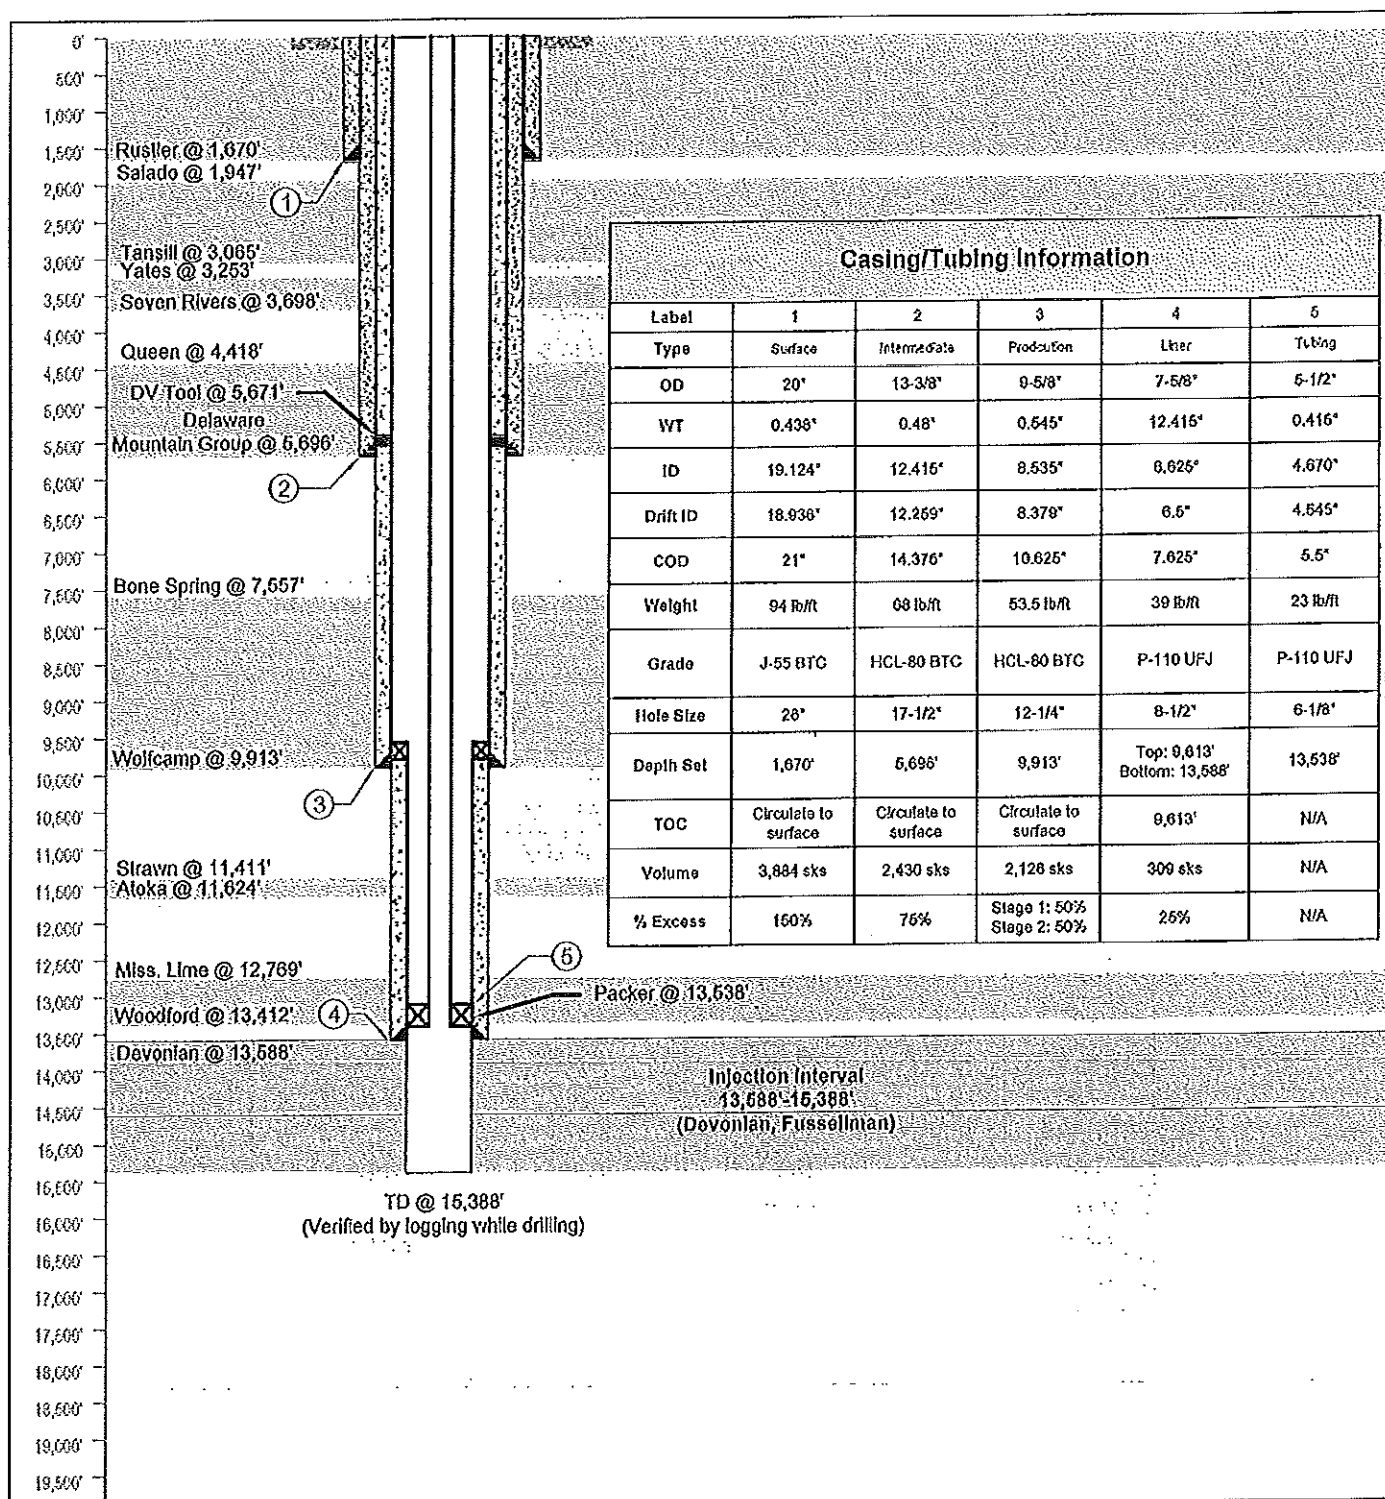 0'
500'
1,000'
1,500'
2,000'
2,500'
3,000'
3,500'
4,000'
4,500'
5,000'
5,500'
6,000'
6,500'
7,000'
7,500'
8,000'
8,500'
9,000'
9,500'
10,000'
10,500'
11,000'
11,500'
12,000'
12,500'
13,000'
13,500'
14,000'
14,500'
15,000
15,500'
16,000'
16,500'
17,000'
17,500'
18,000'
18,500'
19,000'
19,500'
Rustler @ 1,670'
Salado @ 1,947'
1
Tansill @ 3,065'
Yates @ 3,253'
Seven Rivers @ 3,698'
Queen @ 4,418'
DV Tool @ 5,671'
Delaware
Mountain Group @ 5,696'
2
Bone Spring @ 7,557'
Wolfcamp @ 9,913'
3
Strawn @ 11,411'
Atoka @ 11,624'
Miss. Lime @ 12,769'
5
Packer @ 13,538'
Woodford @ 13,412'
4
Devonian @ 13,588'
Injection Interval
13,588'-15,388'
(Devonian, Fussellman)
TD @ 15,388'
(Verified by logging while drilling)
Casing/Tubing Information
Label 1 2 3 4 5
Type Surface Intermediate Prodcution Liner Tubing
OD 20" 13-3/8" 9-5/8" 7-5/8" 5-1/2"
WT 0.438" 0.48" 0.545" 12.415" 0.415"
ID 19.124" 12.415" 8.535" 6.625" 4.670"
Drift ID 18.936" 12.259" 8.379" 6.5" 4.545"
COD 21" 14.375" 10.625" 7.625" 5.5"
Weight 94 lb/ft 68 lb/ft 53.5 lb/ft 39 lb/ft 23 lb/ft
Grade J-55 BTC HCL-80 BTC HCL-80 BTC P-110 UFJ P-110 UFJ
Hole Size 26" 17-1/2" 12-1/4" 8-1/2" 6-1/8"
Depth Set 1,670' 5,696' 9,913' Top: 9,613' Bottom: 13,588' 13,538'
TOC Circulate to surface Circulate to surface Circulate to surface 9,613' N/A
Volume 3,884 sks 2,430 sks 2,128 sks 309 sks N/A
% Excess 150% 75% Stage 1: 50% Stage 2: 50% 25% N/A